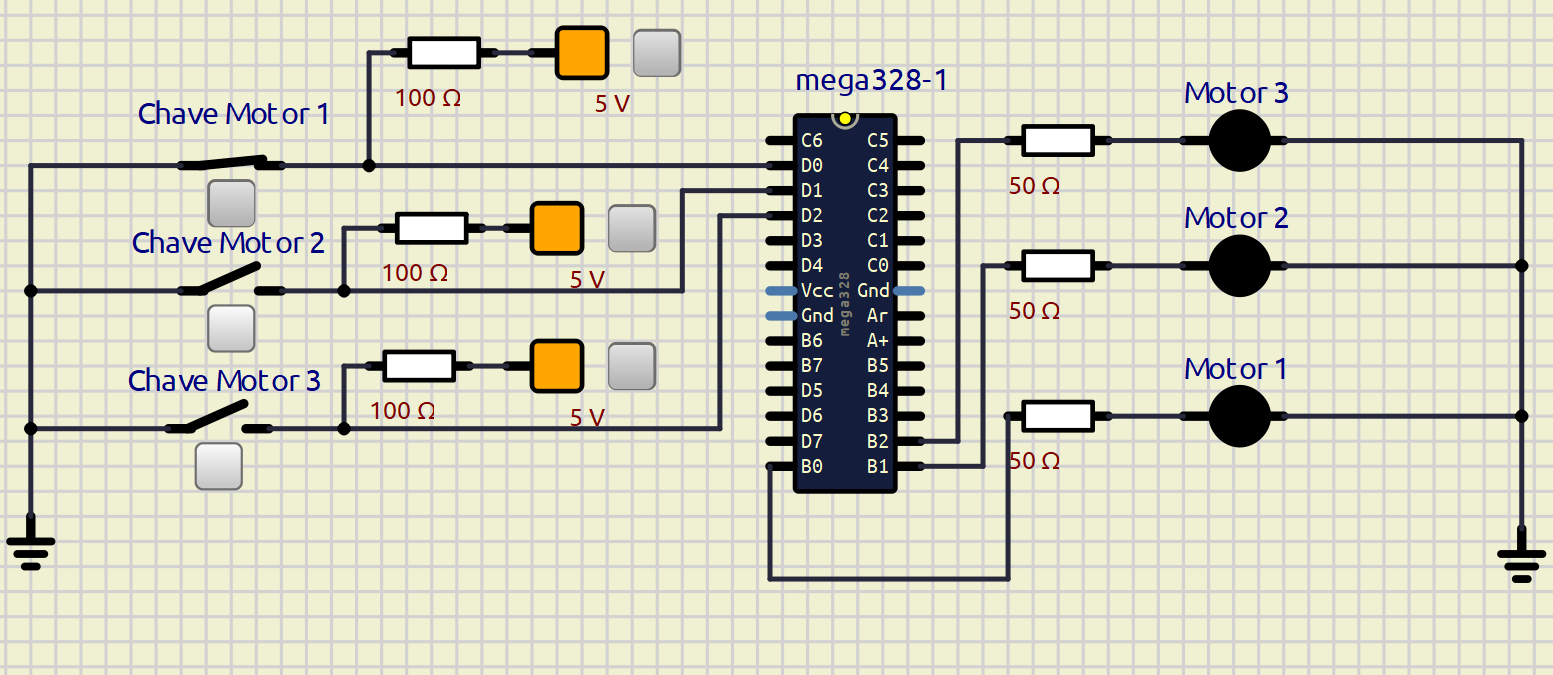 100 Ω
5 V
Chave Motor 1
Chave Motor 2
100 Ω
5 V
Chave Motor 3
100 Ω
5 V
mega328-1
C6 C5
D0 C4
D1 C3
D2 C2
D3 C1
D4 C0
Vcc Gnd
Gnd Ar
B6 A+
B7 B5
D5 B4
D6 B3
D7 B2
B0 B1
mega328
Motor 3
50 Ω
Motor 2
50 Ω
Motor 1
50 Ω